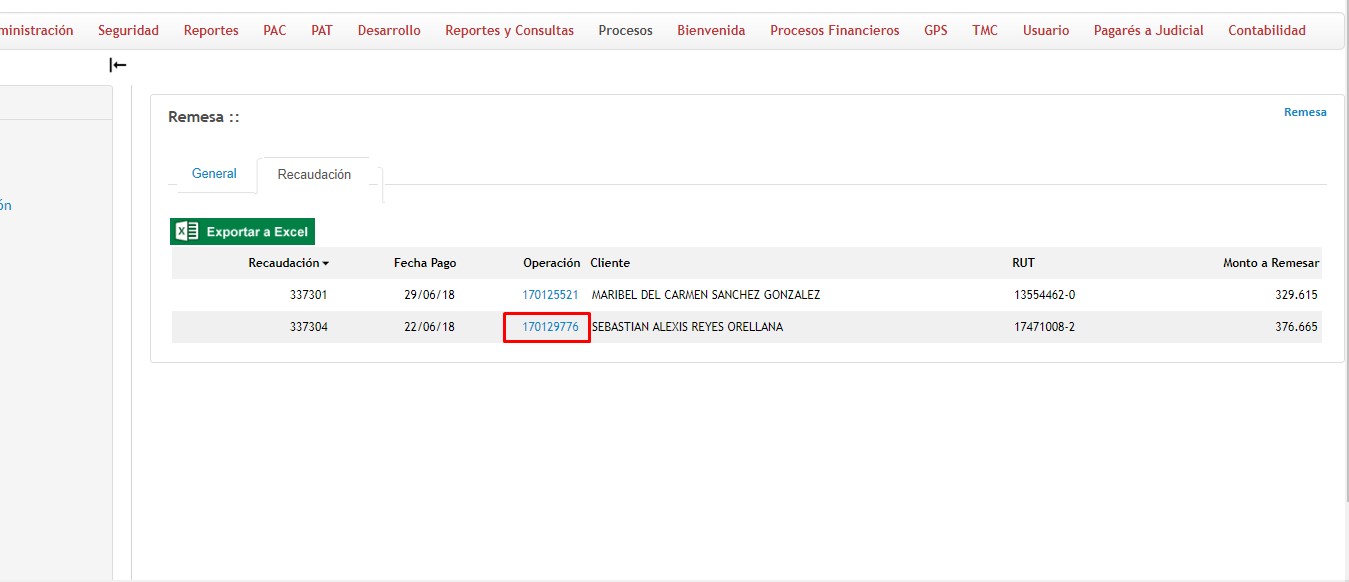 ministración Seguridad Reportes PAC PAT Desarrollo Reportes y Consultas Procesos Bienvenida Procesos Financieros GPS TMC Usuario Pagarés a Judicial Contabilidad
Remesa :: Remesa
General Recaudación
ón
Exportar a Excel
Recaudación Fecha Pago Operación Cliente RUT Monto a Remesar
337301 29/06/18 170125521 MARIBEL DEL CARMEN SANCHEZ GONZALEZ 13554462-0 329.615
337304 22/06/18 170129776 SEBASTIAN ALEXIS REYES ORELLANA 17471008-2 376.665